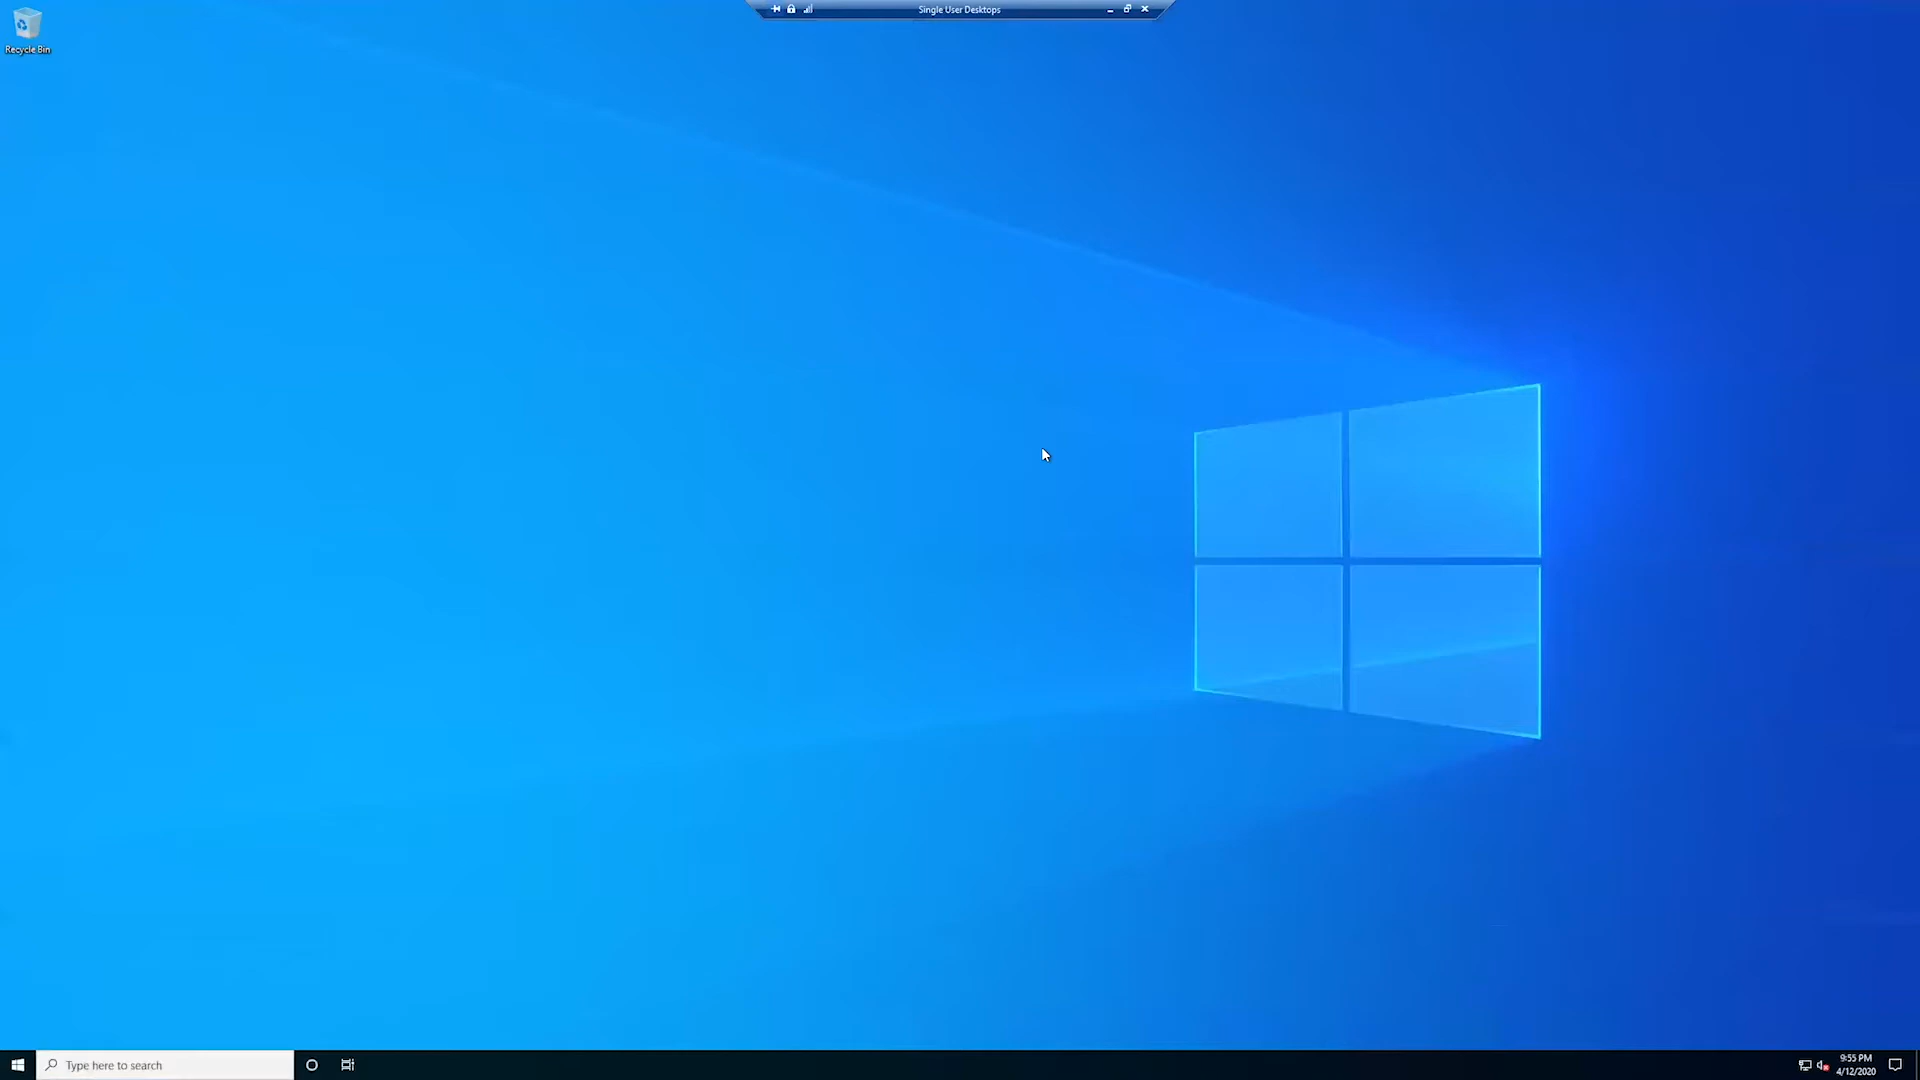 Single User Desktops
Recycle Bin
Type here to search
9:55 PM
4/12/2020